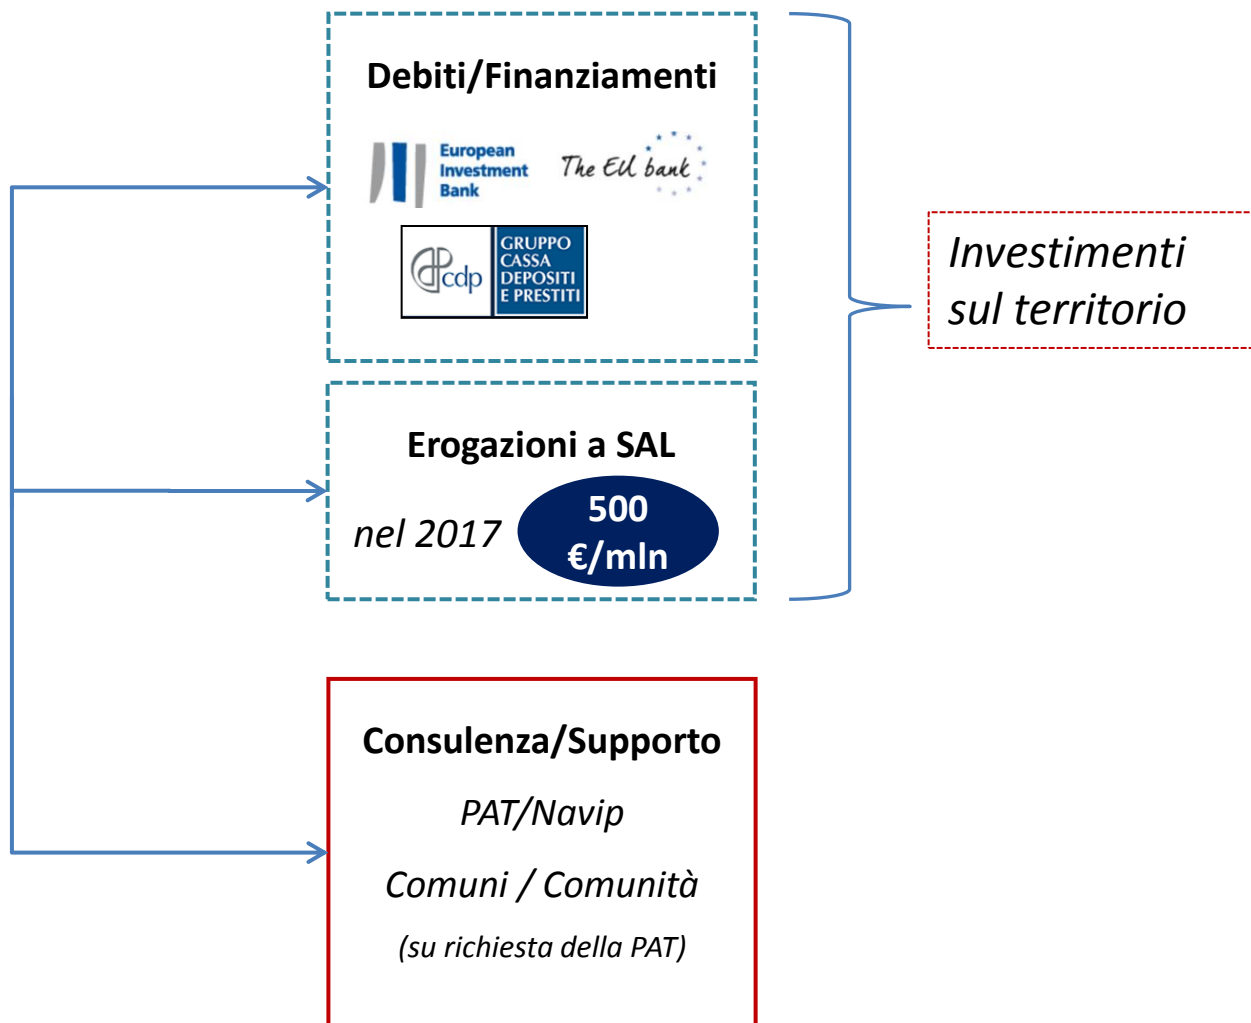 Debiti/Finanziamenti
European
Investment
Bank
The EU bank
cdp
GRUPPO
CASSA
DEPOSITI
E PRESTITI
Investimenti
sul territorio
Erogazioni a SAL
nel 2017
500
€/mln
Consulenza/Supporto
PAT/Navip
Comuni / Comunità
(su richiesta della PAT)